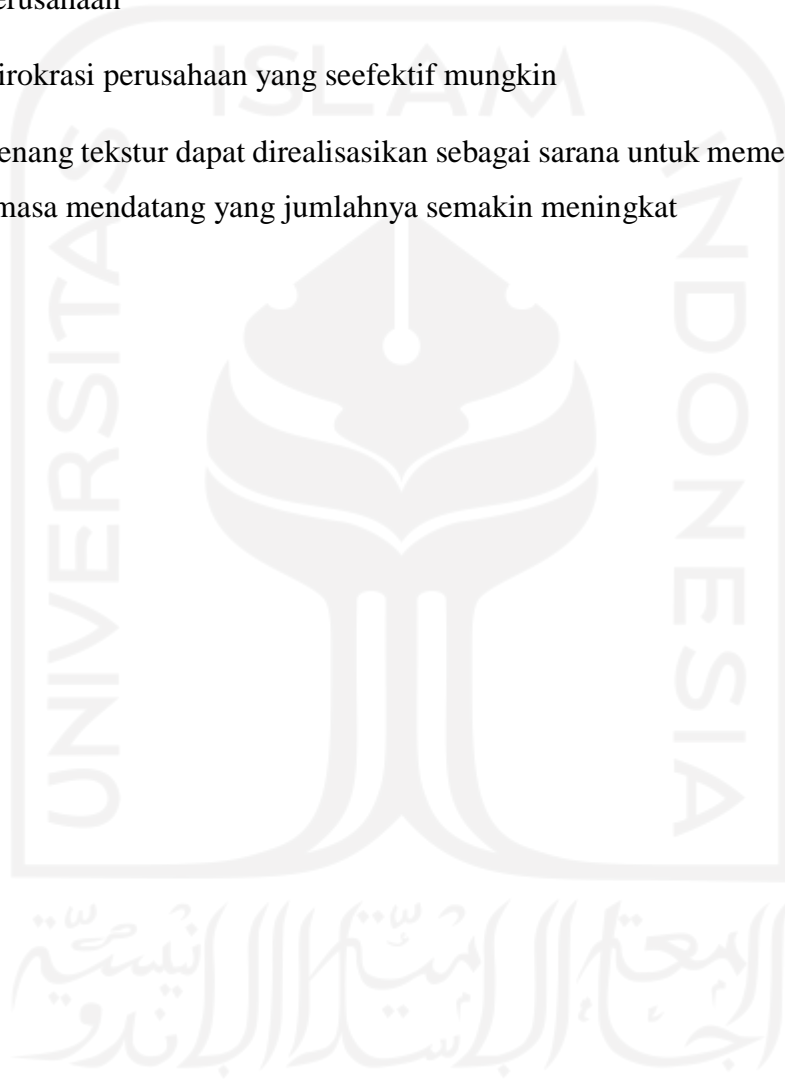 erusahaan
irokrasi perusahaan yang seefektif mungkin
enang tekstur dapat direalisasikan sebagai sarana untuk meme
masa mendatang yang jumlahnya semakin meningkat
ISLAM
UNIVERSITAS
INDONESIA